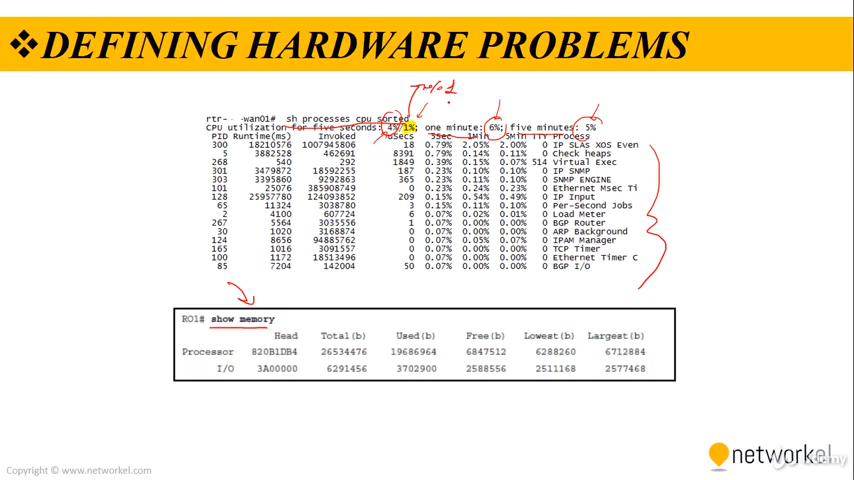 ❖DEFINING HARDWARE PROBLEMS
rtr- -wan01# sh processes cpu sorted
CPU utilization for five seconds: 4%/1%; one minute: 6%; five minutes: 5%
PID Runtime(ms) Invoked uSecs 5Sec 1Min 5Min TTY Process
300 18210576 1007945806 18 0.79% 2.05% 2.00% 0 IP SLAs XOS Even
5 3882528 462691 8391 0.79% 0.14% 0.11% 0 Check heaps
268 540 292 1849 0.39% 0.15% 0.07% 514 Virtual Exec
301 3479872 18592255 187 0.23% 0.10% 0.10% 0 IP SNMP
303 3395860 9292863 365 0.23% 0.11% 0.10% 0 SNMP ENGINE
101 25076 385908749 0 0.23% 0.24% 0.23% 0 Ethernet Msec Ti
128 25957780 124093852 209 0.15% 0.54% 0.49% 0 IP Input
65 11324 3038780 3 0.15% 0.11% 0.10% 0 Per-Second Jobs
2 4100 607724 6 0.07% 0.02% 0.01% 0 Load Meter
267 5564 3035556 1 0.07% 0.00% 0.00% 0 BGP Router
30 1020 3168874 0 0.07% 0.00% 0.00% 0 ARP Background
124 8656 94885762 0 0.07% 0.05% 0.07% 0 IPAM Manager
165 1016 3091557 0 0.07% 0.00% 0.00% 0 TCP Timer
100 1172 18513496 0 0.07% 0.00% 0.00% 0 Ethernet Timer C
85 7204 142004 50 0.07% 0.00% 0.00% 0 BGP I/O
RO1# show memory
Head Total(b) Used(b) Free(b) Lowest(b) Largest(b)
Processor 820B1DB4 26534476 19686964 6847512 6288260 6712884
I/O 3A00000 6291456 3702900 2588556 2511168 2577468
networkel
Udemy
Copyright © www.networkel.com